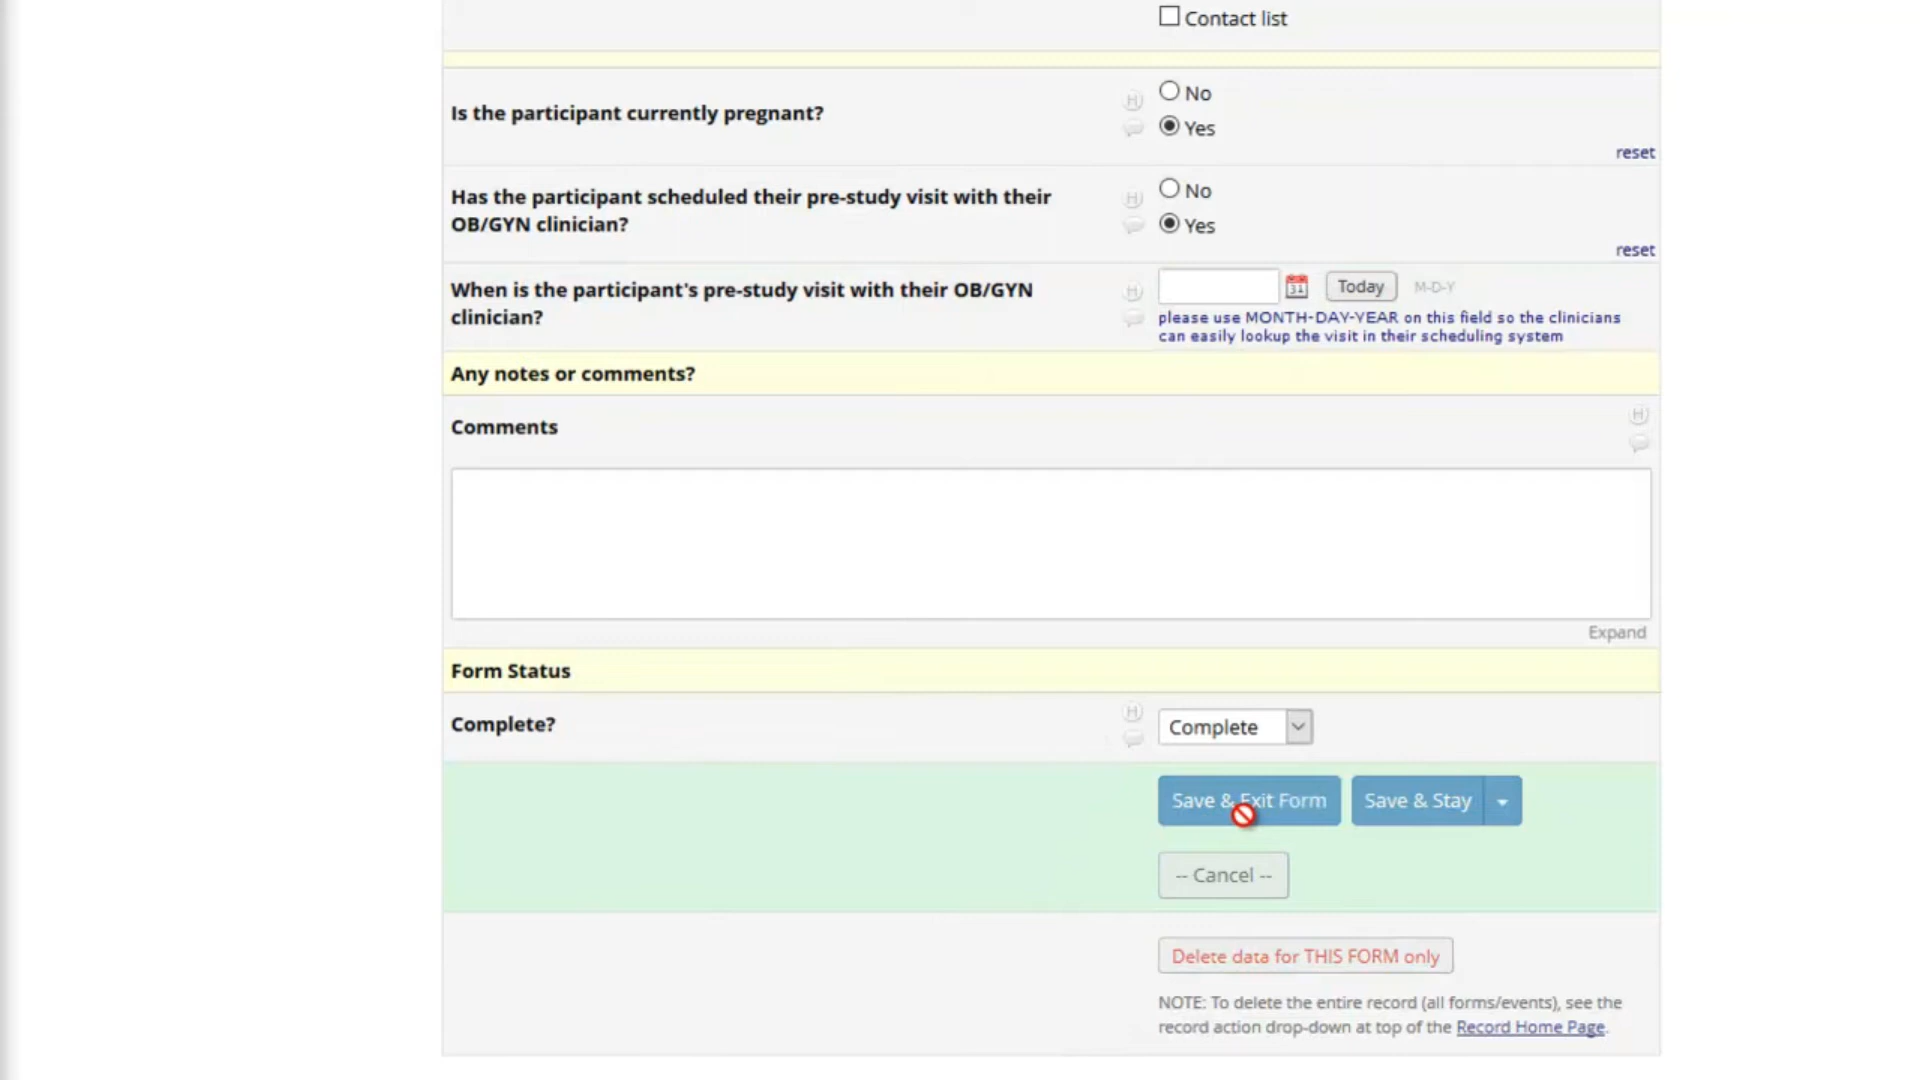 Contact list
Is the participant currently pregnant?
H
No
Yes
reset
Has the participant scheduled their pre-study visit with their
OB/GYN clinician?
H
No
Yes
reset
When is the participant's pre-study visit with their OB/GYN
clinician?
H
31
Today
M-D-Y
please use MONTH-DAY-YEAR on this field so the clinicians
can easily lookup the visit in their scheduling system
Any notes or comments?
Comments
H
Expand
Form Status
Complete?
H
Complete
Save & Exit Form
Save & Stay
-- Cancel --
Delete data for THIS FORM only
NOTE: To delete the entire record (all forms/events), see the
record action drop-down at top of the Record Home Page.